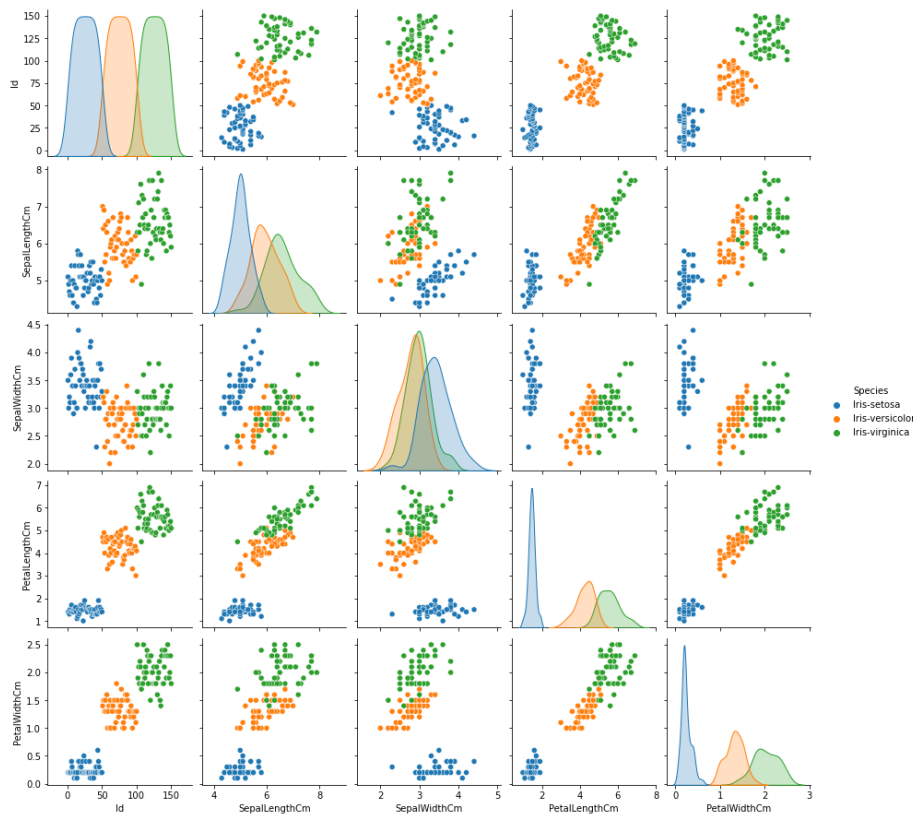 150
125
100
75
50
25
0
Id
8
7
6
5
SepalLengthCm
4.5
4.0
3.5
3.0
2.5
2.0
SepalWidthCm
Species
Iris-setosa
Iris-versicolor
Iris-virginica
7
6
5
4
3
2
1
PetalLengthCm
2.5
2.0
1.5
1.0
0.5
0.0
PetalWidthCm
0 50 100 150
4 6 8
2 3 4 5
2 4 6 8
0 1 2 3
Id
SepalLengthCm
SepalWidthCm
PetalLengthCm
PetalWidthCm